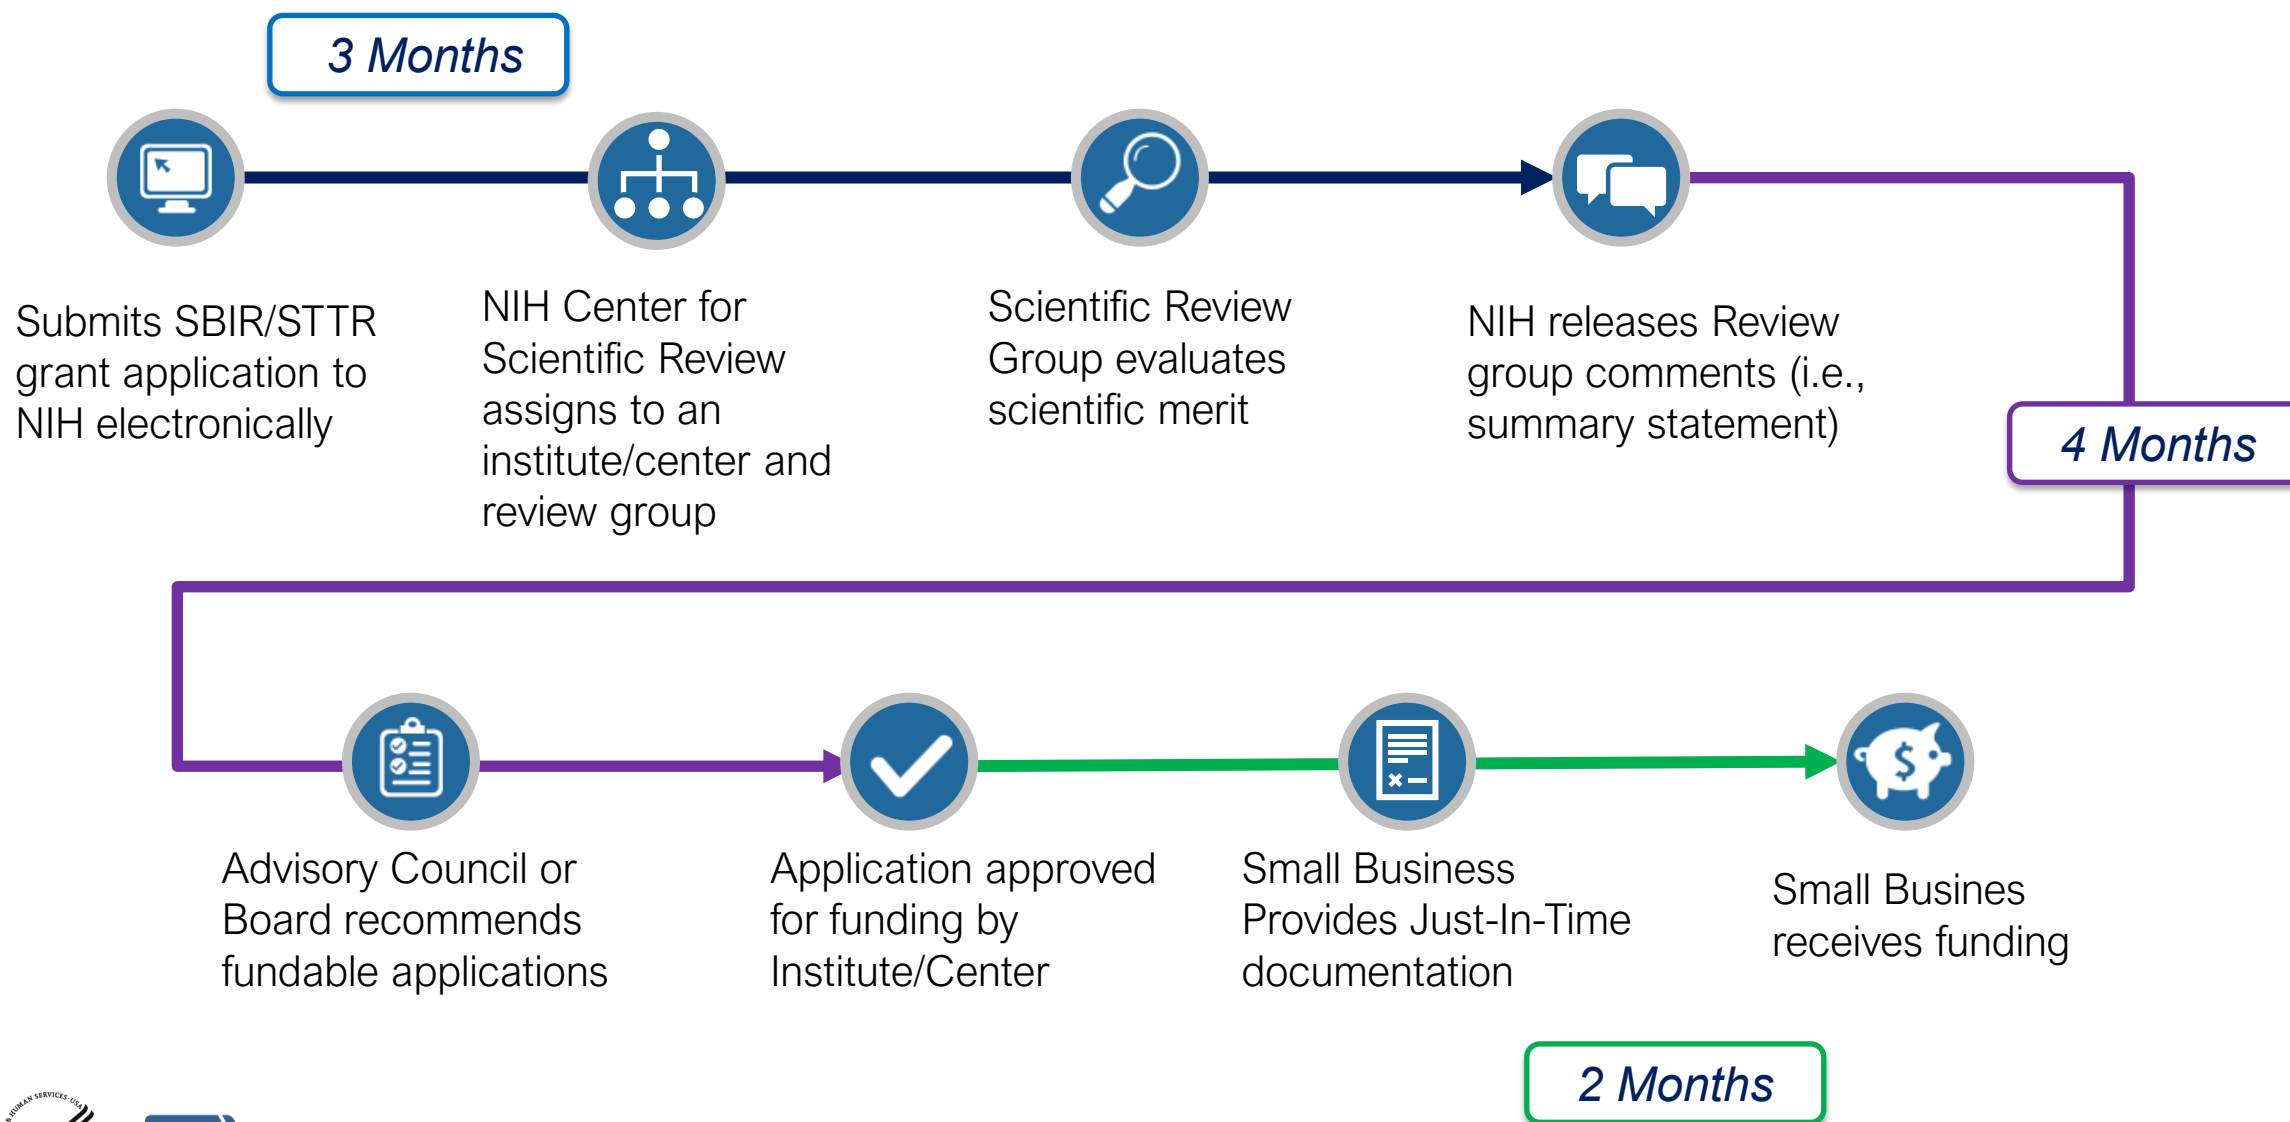 3 Months
Submits SBIR/STTR
grant application to
NIH electronically
NIH Center for
Scientific Review
assigns to an
institute/center and
review group
Scientific Review
Group evaluates
scientific merit
NIH releases Review
group comments (i.e.,
summary statement)
4 Months
Advisory Council or
Board recommends
fundable applications
Application approved
for funding by
Institute/Center
Small Business
Provides Just-In-Time
documentation
Small Busines
receives funding
2 Months
HUMAN SERVICES·USA